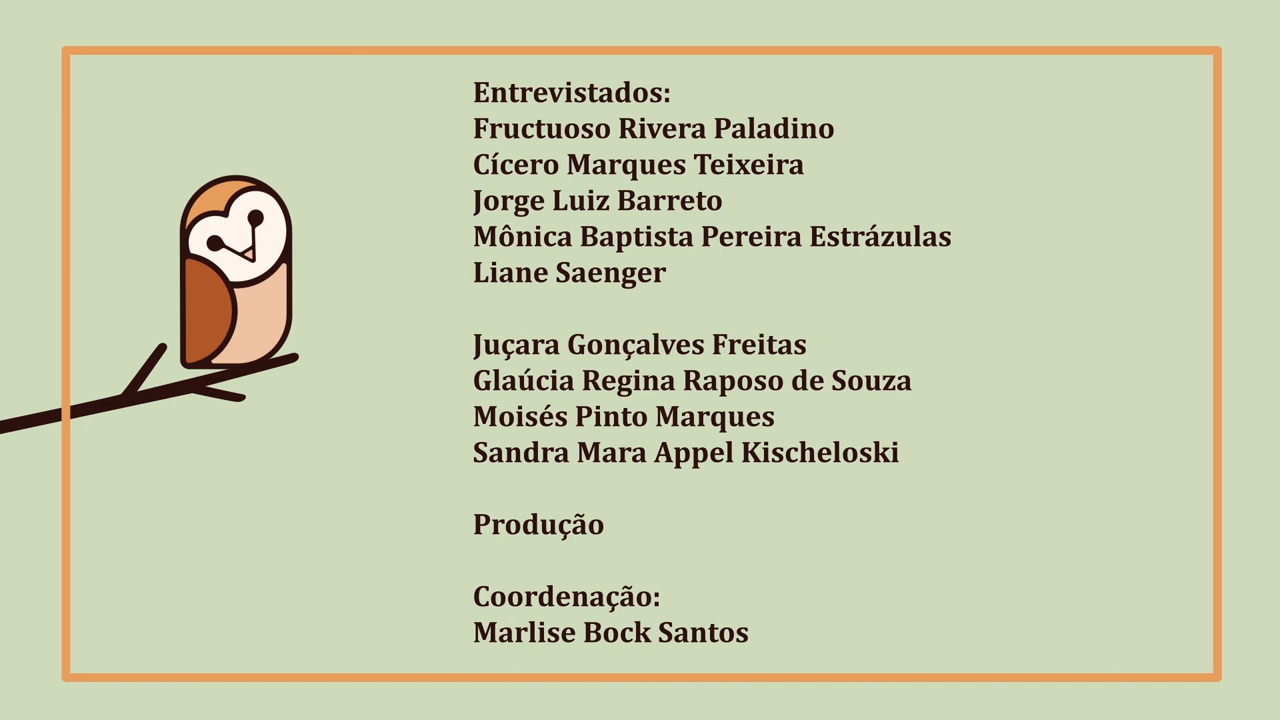 Entrevistados:
Fructuoso Rivera Paladino
Cícero Marques Teixeira
Jorge Luiz Barreto
Mônica Baptista Pereira Estrázulas
Liane Saenger
Juçara Gonçalves Freitas
Glaúcia Regina Raposo de Souza
Moisés Pinto Marques
Sandra Mara Appel Kischeloski
Produção
Coordenação:
Marlise Bock Santos